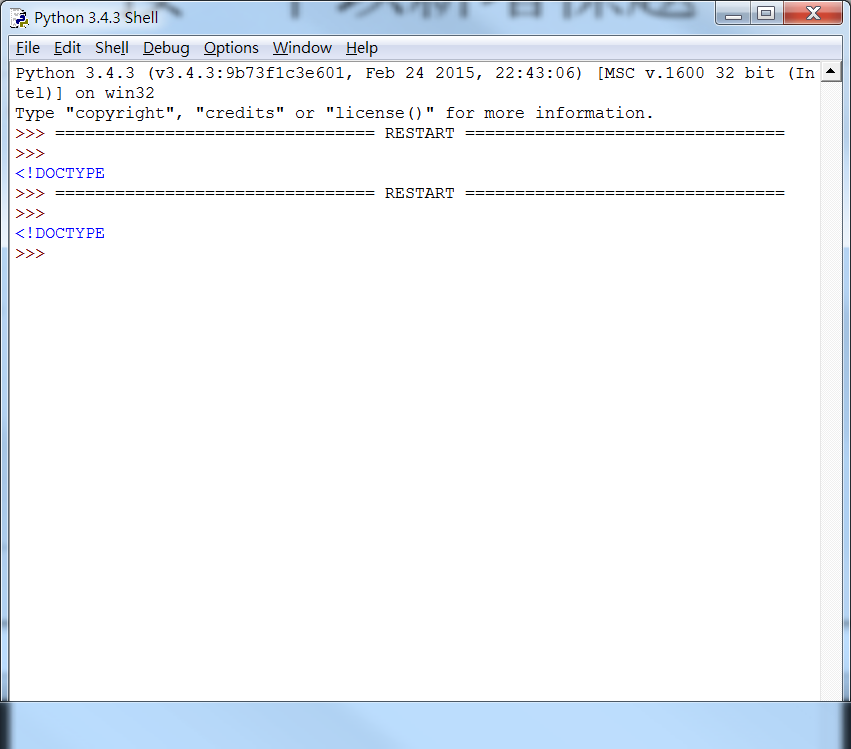 Python 3.4.3 Shell
File Edit Shell Debug Options Window Help
Python 3.4.3 (v3.4.3:9b73f1c3e601, Feb 24 2015, 22:43:06) [MSC v.1600 32 bit (In
tel)] on win32
Type "copyright", "credits" or "license()" for more information.
>>> ================================ RESTART ================================
>>>
<!DOCTYPE
>>> ================================ RESTART ================================
>>>
<!DOCTYPE
>>>